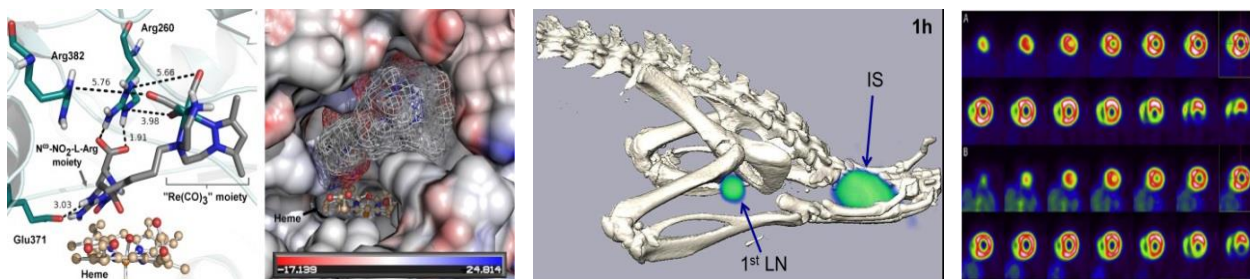 Arg260
Arg382
5.66
5.76
3.98
1.91
Nω-NO2-L-Arg
moiety
"Re(CO)3" moiety
3.03
Glu371
Heme
Heme
-17.139 24.814
1h
IS
1st LN
A
B